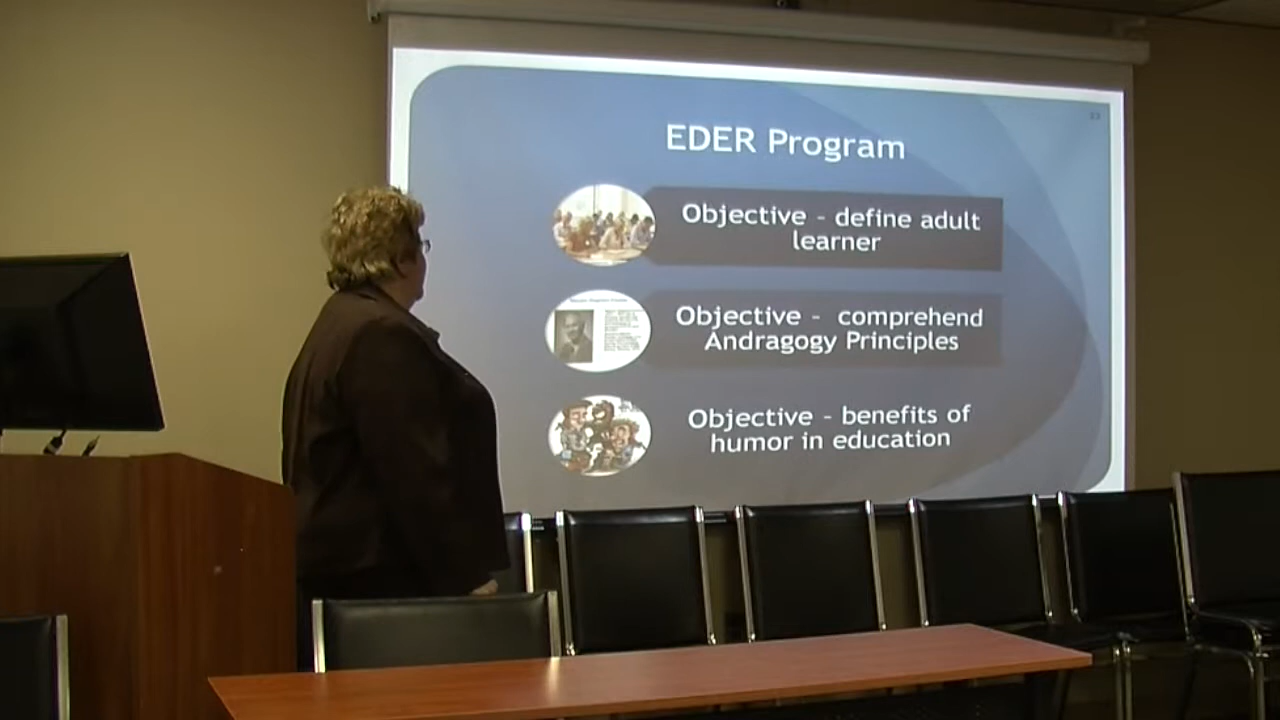 EDER Program
Objective - define adult
learner
Objective - comprehend
Andragogy Principles
Objective - benefits of
humor in education